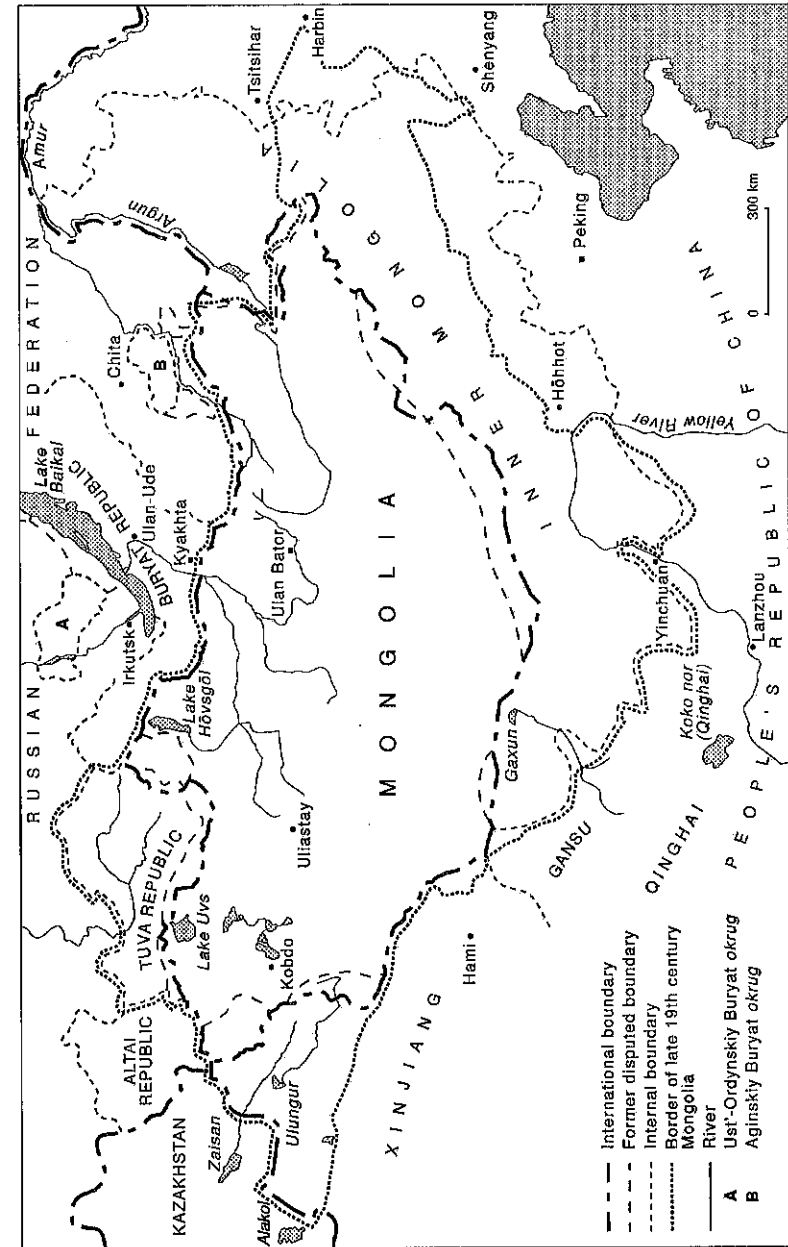 RUSSIAN FEDERATION
ALTAI
REPUBLIC
TUVA REPUBLIC
BURYAT REPUBLIC
KAZAKHSTAN
Zaisan
Alakol
Ulungur
Lake Uvs
Kobdo
Uliastay
Lake
Hövsgöl
Irkutsk
A
Lake
Baikal
Ulan-Ude
Kyakhta
Ulan Bator
Chita
B
Argun
Amur
Tsitsihar
Harbin
Shenyang
MONGOLIA
INNER MONGOLIA
XINJIANG
Hami
Gaxun
GANSU
QINGHAI
Koko nor
(Qinghai)
Yinchuan
Lanzhou
Yellow River
Höhhot
Peking
PEOPLE'S REPUBLIC OF CHINA
0 300 km
International boundary
Former disputed boundary
Internal boundary
Border of late 19th century
Mongolia
River
A Ust'-Ordynskiy Buryat okrug
B Aginskiy Buryat okrug